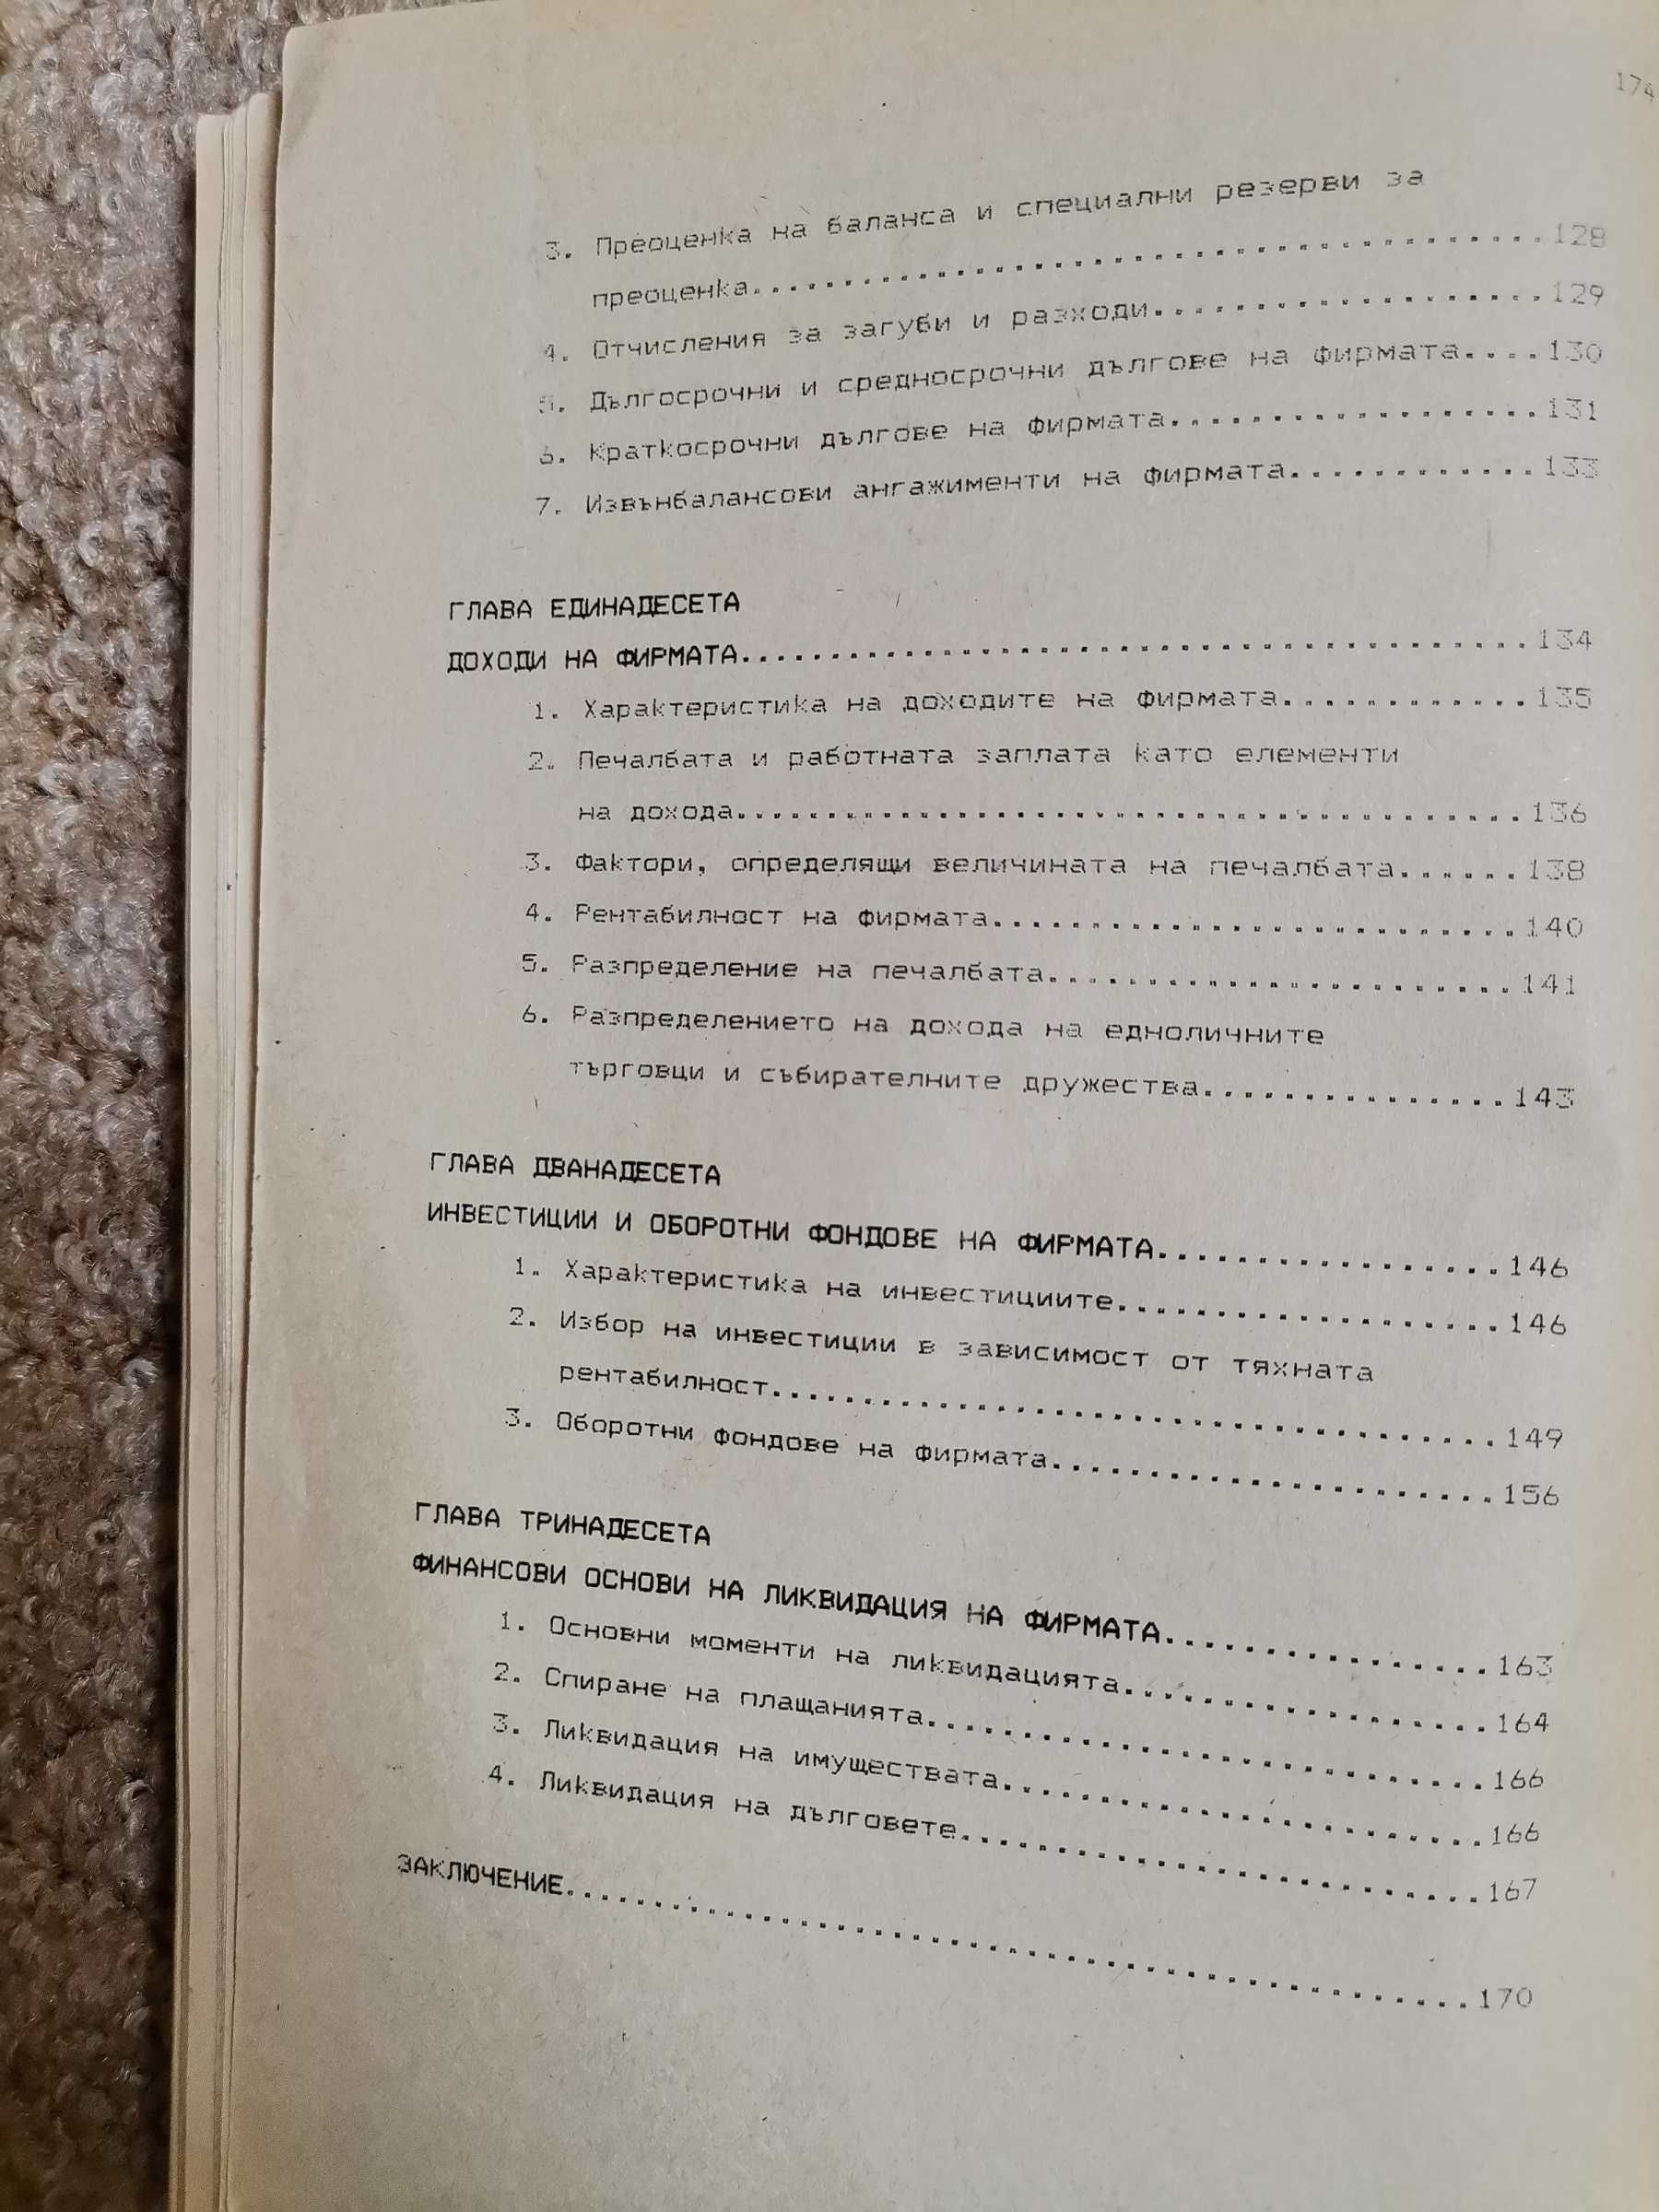 174
3. Преоценка на баланса и специални резерви за
преоценка...........................................128
4. Отчисления за загуби и разходи......................129
5. Дългосрочни и средносрочни дългове на фирмата....130
6. Краткосрочни дългове на фирмата....................131
7. Извънбалансови ангажименти на фирмата.............133
ГЛАВА ЕДИНАДЕСЕТА
ДОХОДИ НА ФИРМАТА...........................................134
1. Характеристика на доходите на фирмата.............135
2. Печалбата и работната заплата като елементи
на дохода...........................................136
3. Фактори, определящи величината на печалбата.......138
4. Рентабилност на фирмата.............................140
5. Разпределение на печалбата..........................141
6. Разпределението на дохода на едноличните
търговци и събирателните дружества.................143
ГЛАВА ДВАНАДЕСЕТА
ИНВЕСТИЦИИ И ОБОРОТНИ ФОНДОВЕ НА ФИРМАТА..................146
1. Характеристика на инвестициите.....................146
2. Избор на инвестиции в зависимост от тяхната
рентабилност........................................149
3. Оборотни фондове на фирмата........................156
ГЛАВА ТРИНАДЕСЕТА
ФИНАНСОВИ ОСНОВИ НА ЛИКВИДАЦИЯ НА ФИРМАТА.................163
1. Основни моменти на ликвидацията....................164
2. Спиране на плащанията...............................166
3. Ликвидация на имуществата...........................166
4. Ликвидация на дълговете.............................167
ЗАКЛЮЧЕНИЕ..................................................170